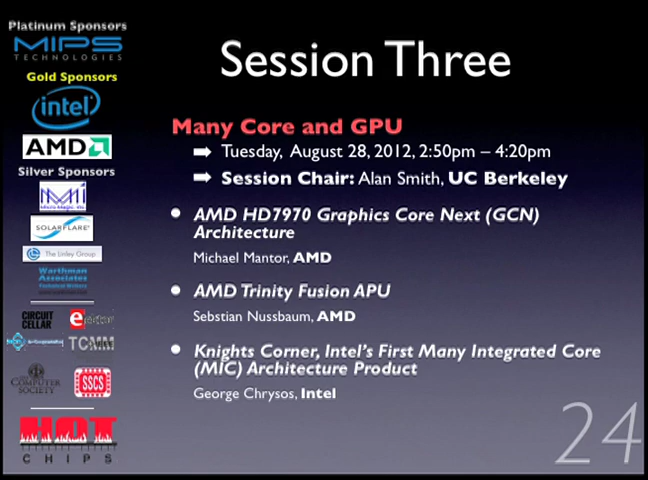 Platinum Sponsors
MIPS
TECHNOLOGIES
Gold Sponsors
intel
AMD
Silver Sponsors
SOLARFLARE
The Linley Group
Warthman
Associates
CIRCUIT
CELLAR
TCMM
COMPUTER
SOCIETY
SSCS
HOT
CHIPS
Session Three
Many Core and GPU
Tuesday, August 28, 2012, 2:50pm – 4:20pm
Session Chair: Alan Smith, UC Berkeley
AMD HD7970 Graphics Core Next (GCN)
Architecture
Michael Mantor, AMD
AMD Trinity Fusion APU
Sebstian Nussbaum, AMD
Knights Corner, Intel's First Many Integrated Core
(MIC) Architecture Product
George Chrysos, Intel
24